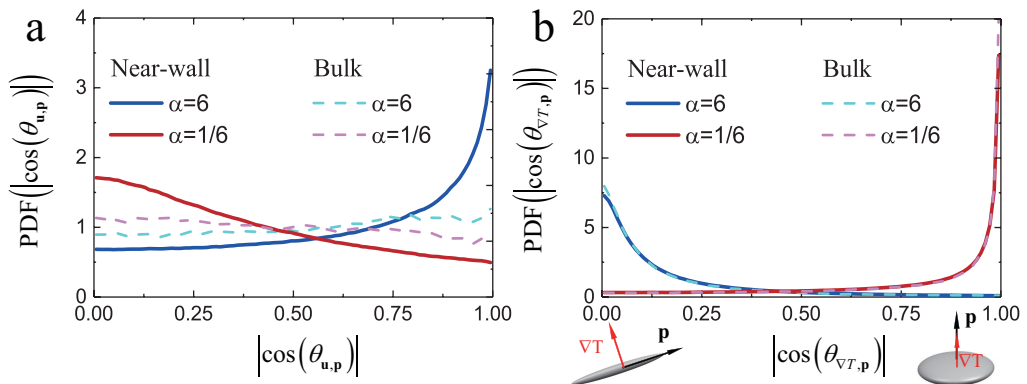 a
PDF(|cos(θu,p)|)
4
3
2
1
0
Near-wall Bulk
α=6 α=6
α=1/6 α=1/6
0.00 0.25 0.50 0.75 1.00
|cos(θu,p)|
b
PDF(|cos(θ∇T,p)|)
20
15
10
5
0
Near-wall Bulk
α=6 α=6
α=1/6 α=1/6
0.00 0.25 0.50 0.75 1.00
|cos(θ∇T,p)|
∇T p
p
∇T